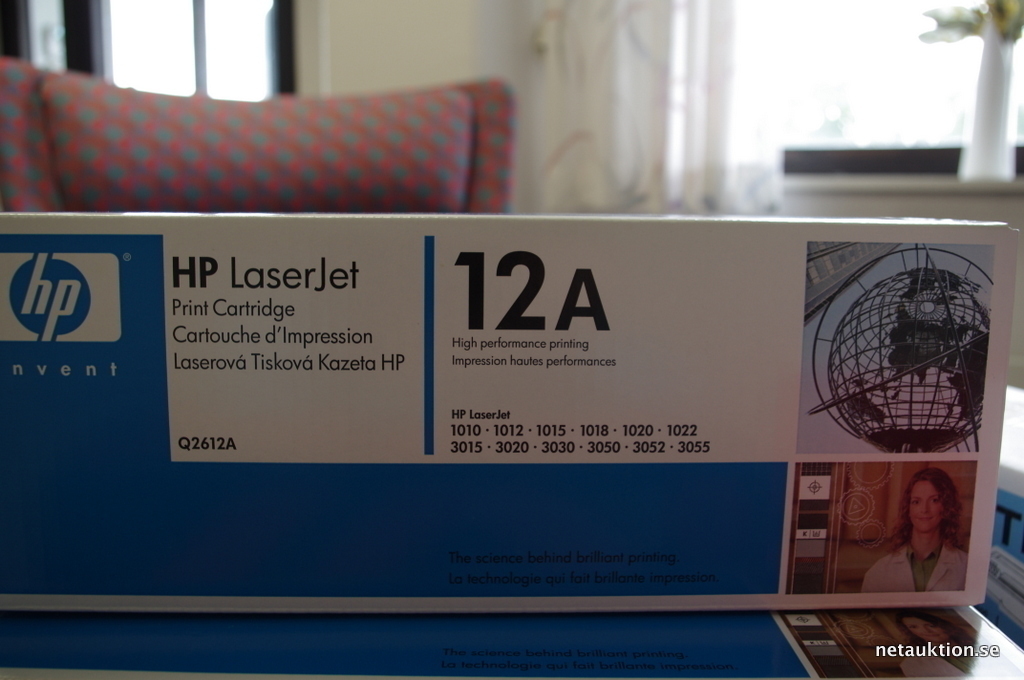 hp ®
nvent
HP LaserJet
Print Cartridge
Cartouche d'Impression
Laserová Tisková Kazeta HP
Q2612A
12A
High performance printing
Impression hautes performances
HP LaserJet
1010 · 1012 · 1015 · 1018 · 1020 · 1022
3015 · 3020 · 3030 · 3050 · 3052 · 3055
The science behind brilliant printing.
La technologie qui fait brillante impression.
The science behind brilliant printing.
La technologie qui fait brillante impression.
netauktion.se